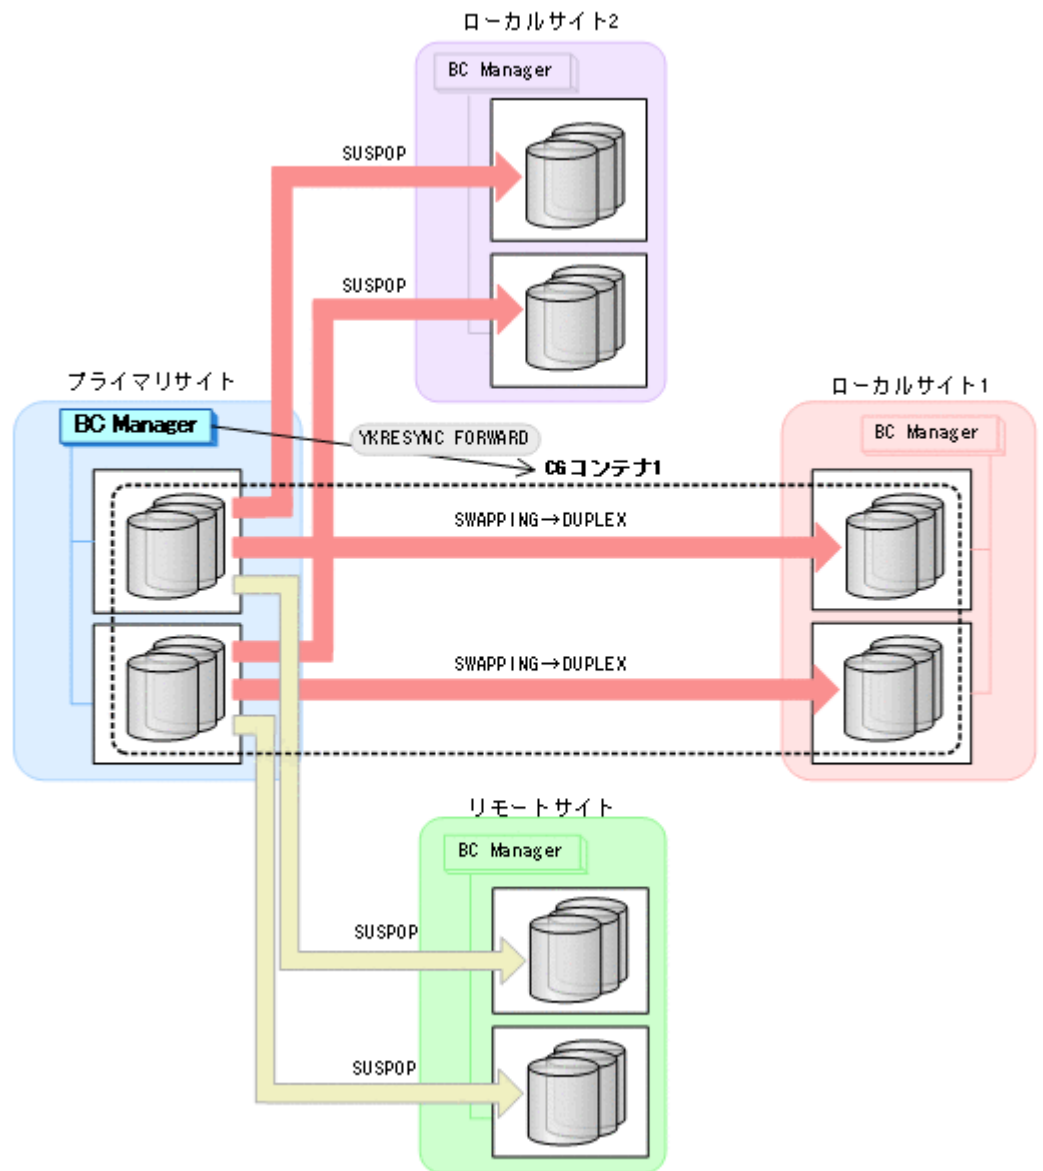 ローカルサイト2
BC Manager
SUSPOP
SUSPOP
プライマリサイト
BC Manager
YKRESYNC FORWARD
CGコンテナ1
ローカルサイト1
BC Manager
SWAPPING→DUPLEX
SWAPPING→DUPLEX
リモートサイト
BC Manager
SUSPOP
SUSPOP